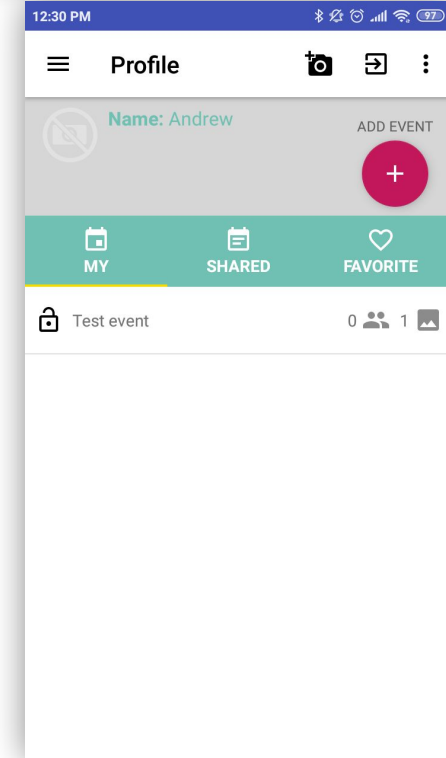 12:30 PM 97
Profile
Name: Andrew
ADD EVENT
MY SHARED FAVORITE
Test event 0 1